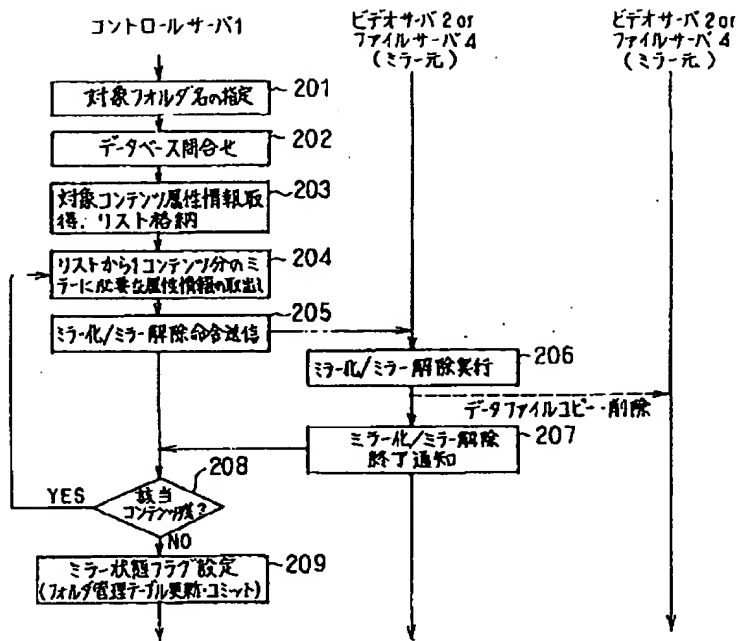 コントロールサーバ1
ビデオサーバ2or
ファイルサーバ4
(ミラー元)
ビデオサーバ2or
ファイルサーバ4
(ミラー元)
対象フォルダ名の指定
201
データベース問合せ
202
対象コンテンツ属性情報取
得、リスト格納
203
リストから1コンテンツ分のミ
ラーに必要な属性情報の取出し
204
ミラー化/ミラー解除命令送信
205
ミラー化/ミラー解除実行
206
データファイルコピー・削除
ミラー化/ミラー解除
終了通知
207
該当
コンテンツ残?
208
YES
NO
ミラー状態フラグ設定
(フォルダ管理テーブル更新・コミット)
209